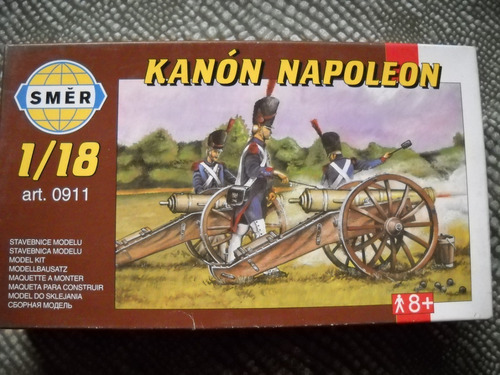 KANÓN NAPOLEON
SMĚR
1/18
art. 0911
STAVEBNICE MODELU
STAVEBNICA MODELU
MODEL KIT
MODELLBAUSATZ
MAQUETTE A MONTER
MAQUETA PARA CONSTRUIR
MODEL DO SKLEJANIA
СБОРНАЯ МОДЕЛЬ
8+